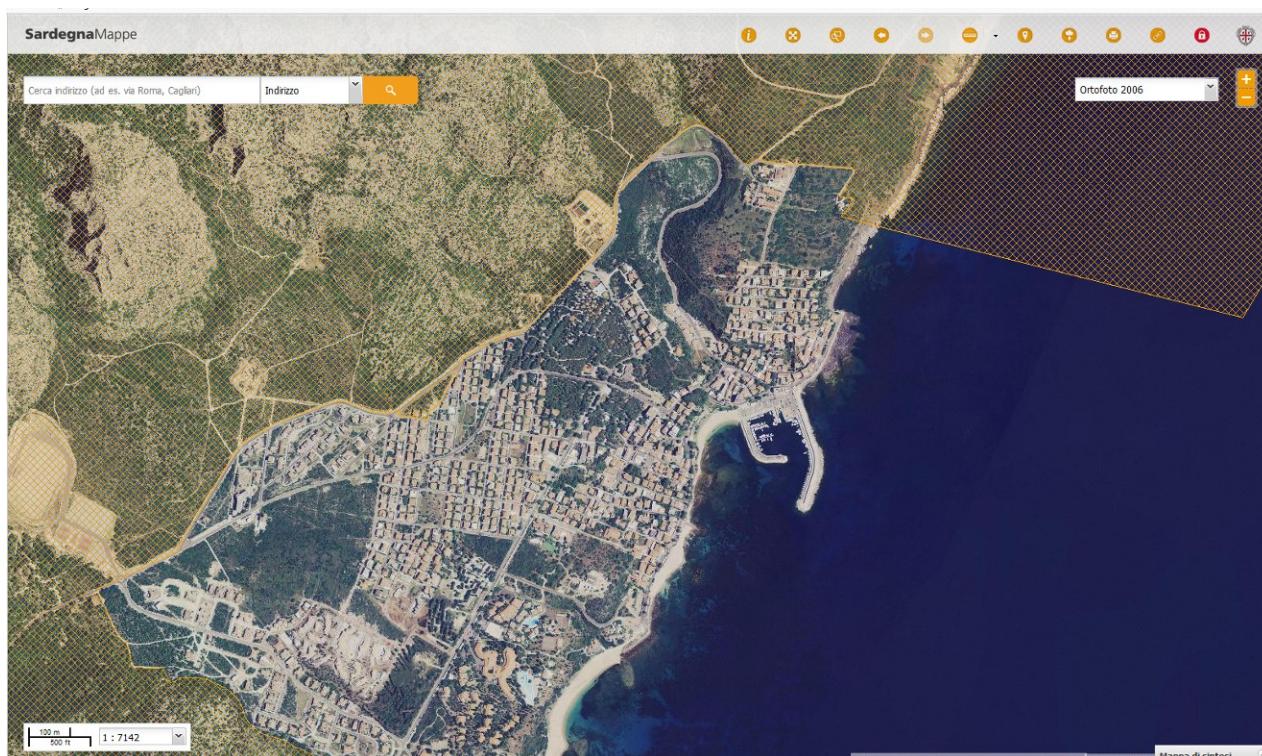 SardegnaMappe
Cerca indirizzo (ad es. via Roma, Cagliari)
Indirizzo
Ortofoto 2006
+
−
100 m
500 ft
1 : 7142
Mappa di sintesi